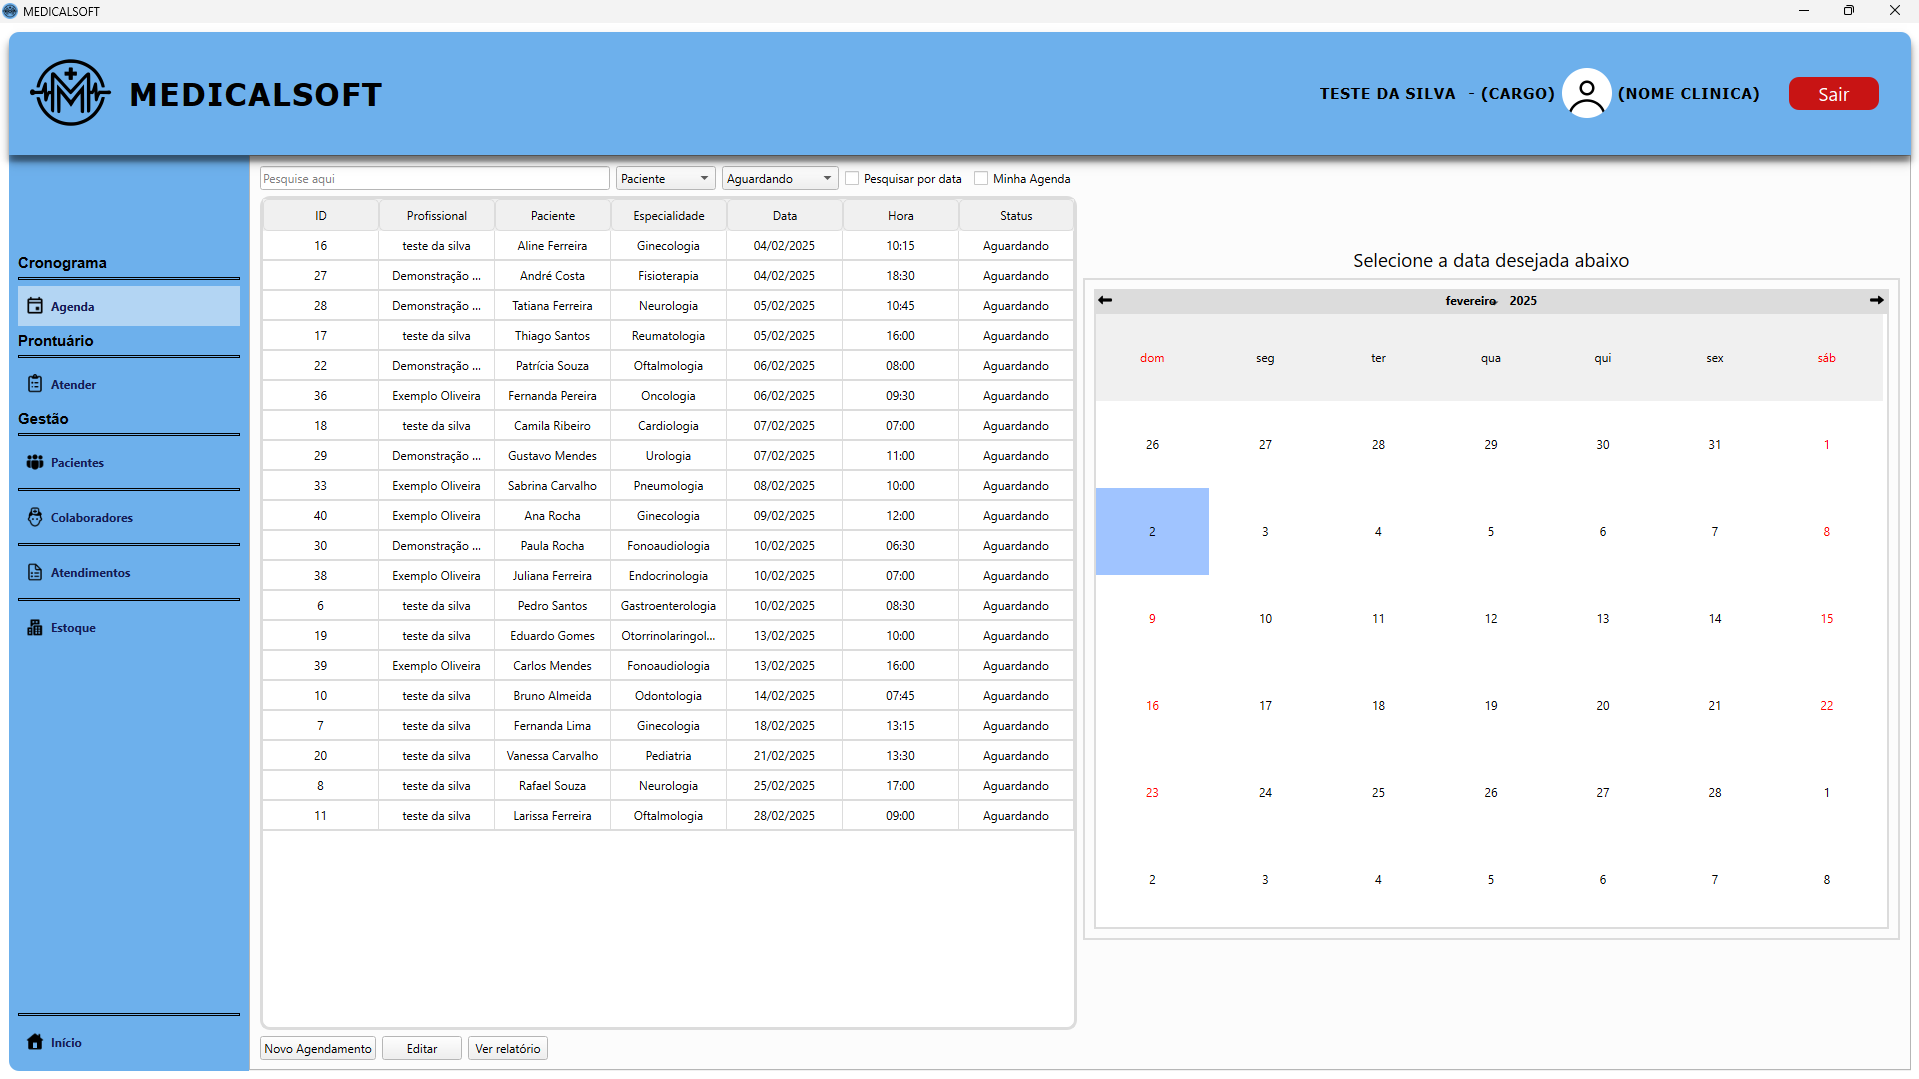 MEDICALSOFT
MEDICALSOFT
TESTE DA SILVA - (CARGO) (NOME CLINICA) Sair
Cronograma
Agenda
Prontuário
Atender
Gestão
Pacientes
Colaboradores
Atendimentos
Estoque
Início
Pesquise aqui Paciente Aguardando Pesquisar por data Minha Agenda
ID Profissional Paciente Especialidade Data Hora Status
16 teste da silva Aline Ferreira Ginecologia 04/02/2025 10:15 Aguardando
27 Demonstração ... André Costa Fisioterapia 04/02/2025 18:30 Aguardando
28 Demonstração ... Tatiana Ferreira Neurologia 05/02/2025 10:45 Aguardando
17 teste da silva Thiago Santos Reumatologia 05/02/2025 16:00 Aguardando
22 Demonstração ... Patrícia Souza Oftalmologia 06/02/2025 08:00 Aguardando
36 Exemplo Oliveira Fernanda Pereira Oncologia 06/02/2025 09:30 Aguardando
18 teste da silva Camila Ribeiro Cardiologia 07/02/2025 07:00 Aguardando
29 Demonstração ... Gustavo Mendes Urologia 07/02/2025 11:00 Aguardando
33 Exemplo Oliveira Sabrina Carvalho Pneumologia 08/02/2025 10:00 Aguardando
40 Exemplo Oliveira Ana Rocha Ginecologia 09/02/2025 12:00 Aguardando
30 Demonstração ... Paula Rocha Fonoaudiologia 10/02/2025 06:30 Aguardando
38 Exemplo Oliveira Juliana Ferreira Endocrinologia 10/02/2025 07:00 Aguardando
6 teste da silva Pedro Santos Gastroenterologia 10/02/2025 08:30 Aguardando
19 teste da silva Eduardo Gomes Otorrinolaringol... 13/02/2025 10:00 Aguardando
39 Exemplo Oliveira Carlos Mendes Fonoaudiologia 13/02/2025 16:00 Aguardando
10 teste da silva Bruno Almeida Odontologia 14/02/2025 07:45 Aguardando
7 teste da silva Fernanda Lima Ginecologia 18/02/2025 13:15 Aguardando
20 teste da silva Vanessa Carvalho Pediatria 21/02/2025 13:30 Aguardando
8 teste da silva Rafael Souza Neurologia 25/02/2025 17:00 Aguardando
11 teste da silva Larissa Ferreira Oftalmologia 28/02/2025 09:00 Aguardando
Novo Agendamento Editar Ver relatório
Selecione a data desejada abaixo
fevereiro 2025
dom seg ter qua qui sex sáb
26 27 28 29 30 31 1
2 3 4 5 6 7 8
9 10 11 12 13 14 15
16 17 18 19 20 21 22
23 24 25 26 27 28 1
2 3 4 5 6 7 8